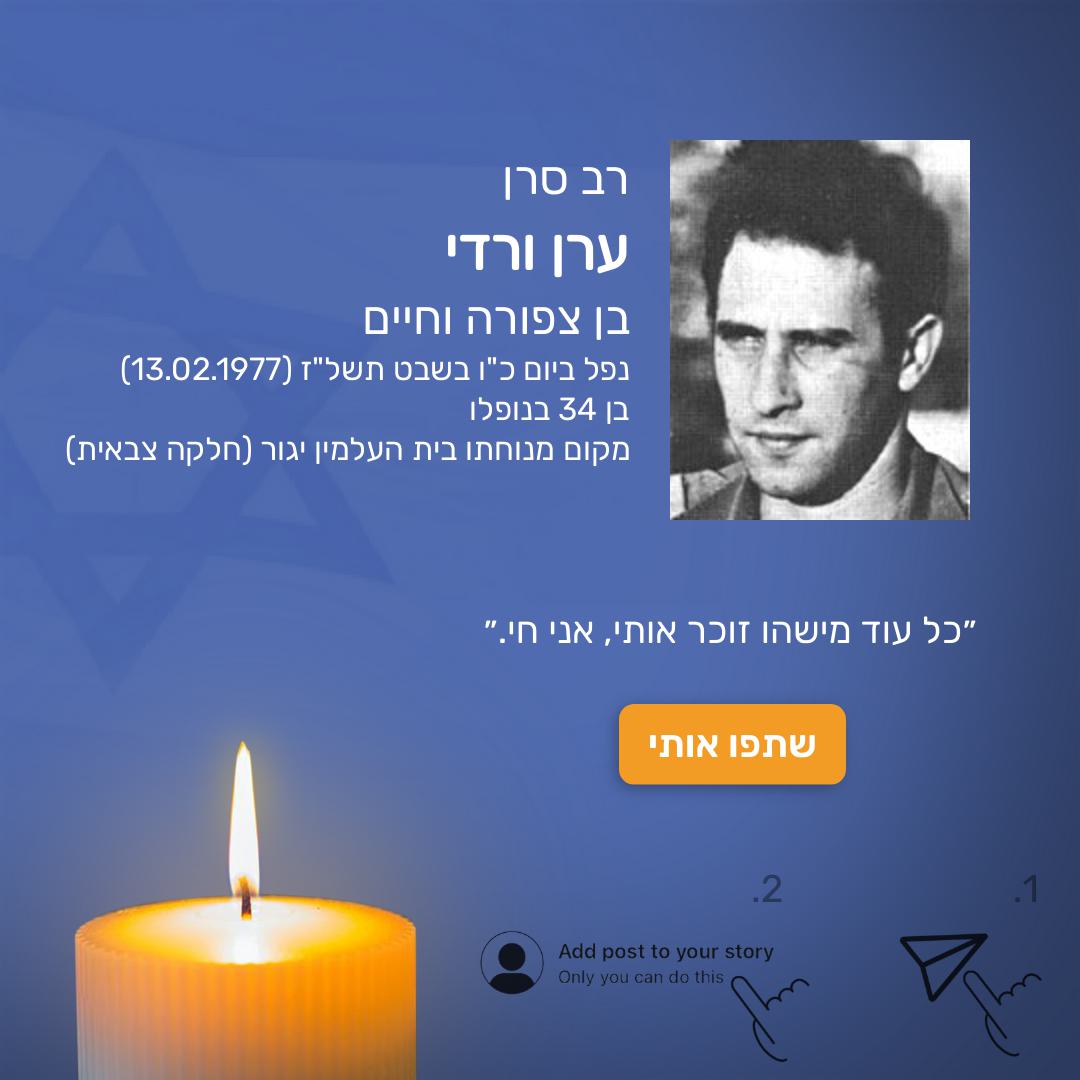 רב סרן
ערן ורדי
בן צפורה וחיים
נפל ביום כ"ו בשבט תשל"ז (13.02.1977)
בן 34 בנופלו
מקום מנוחתו בית העלמין יגור (חלקה צבאית)
״כל עוד מישהו זוכר אותי, אני חי.״
שתפו אותי
1.
2.
Add post to your story
Only you can do this